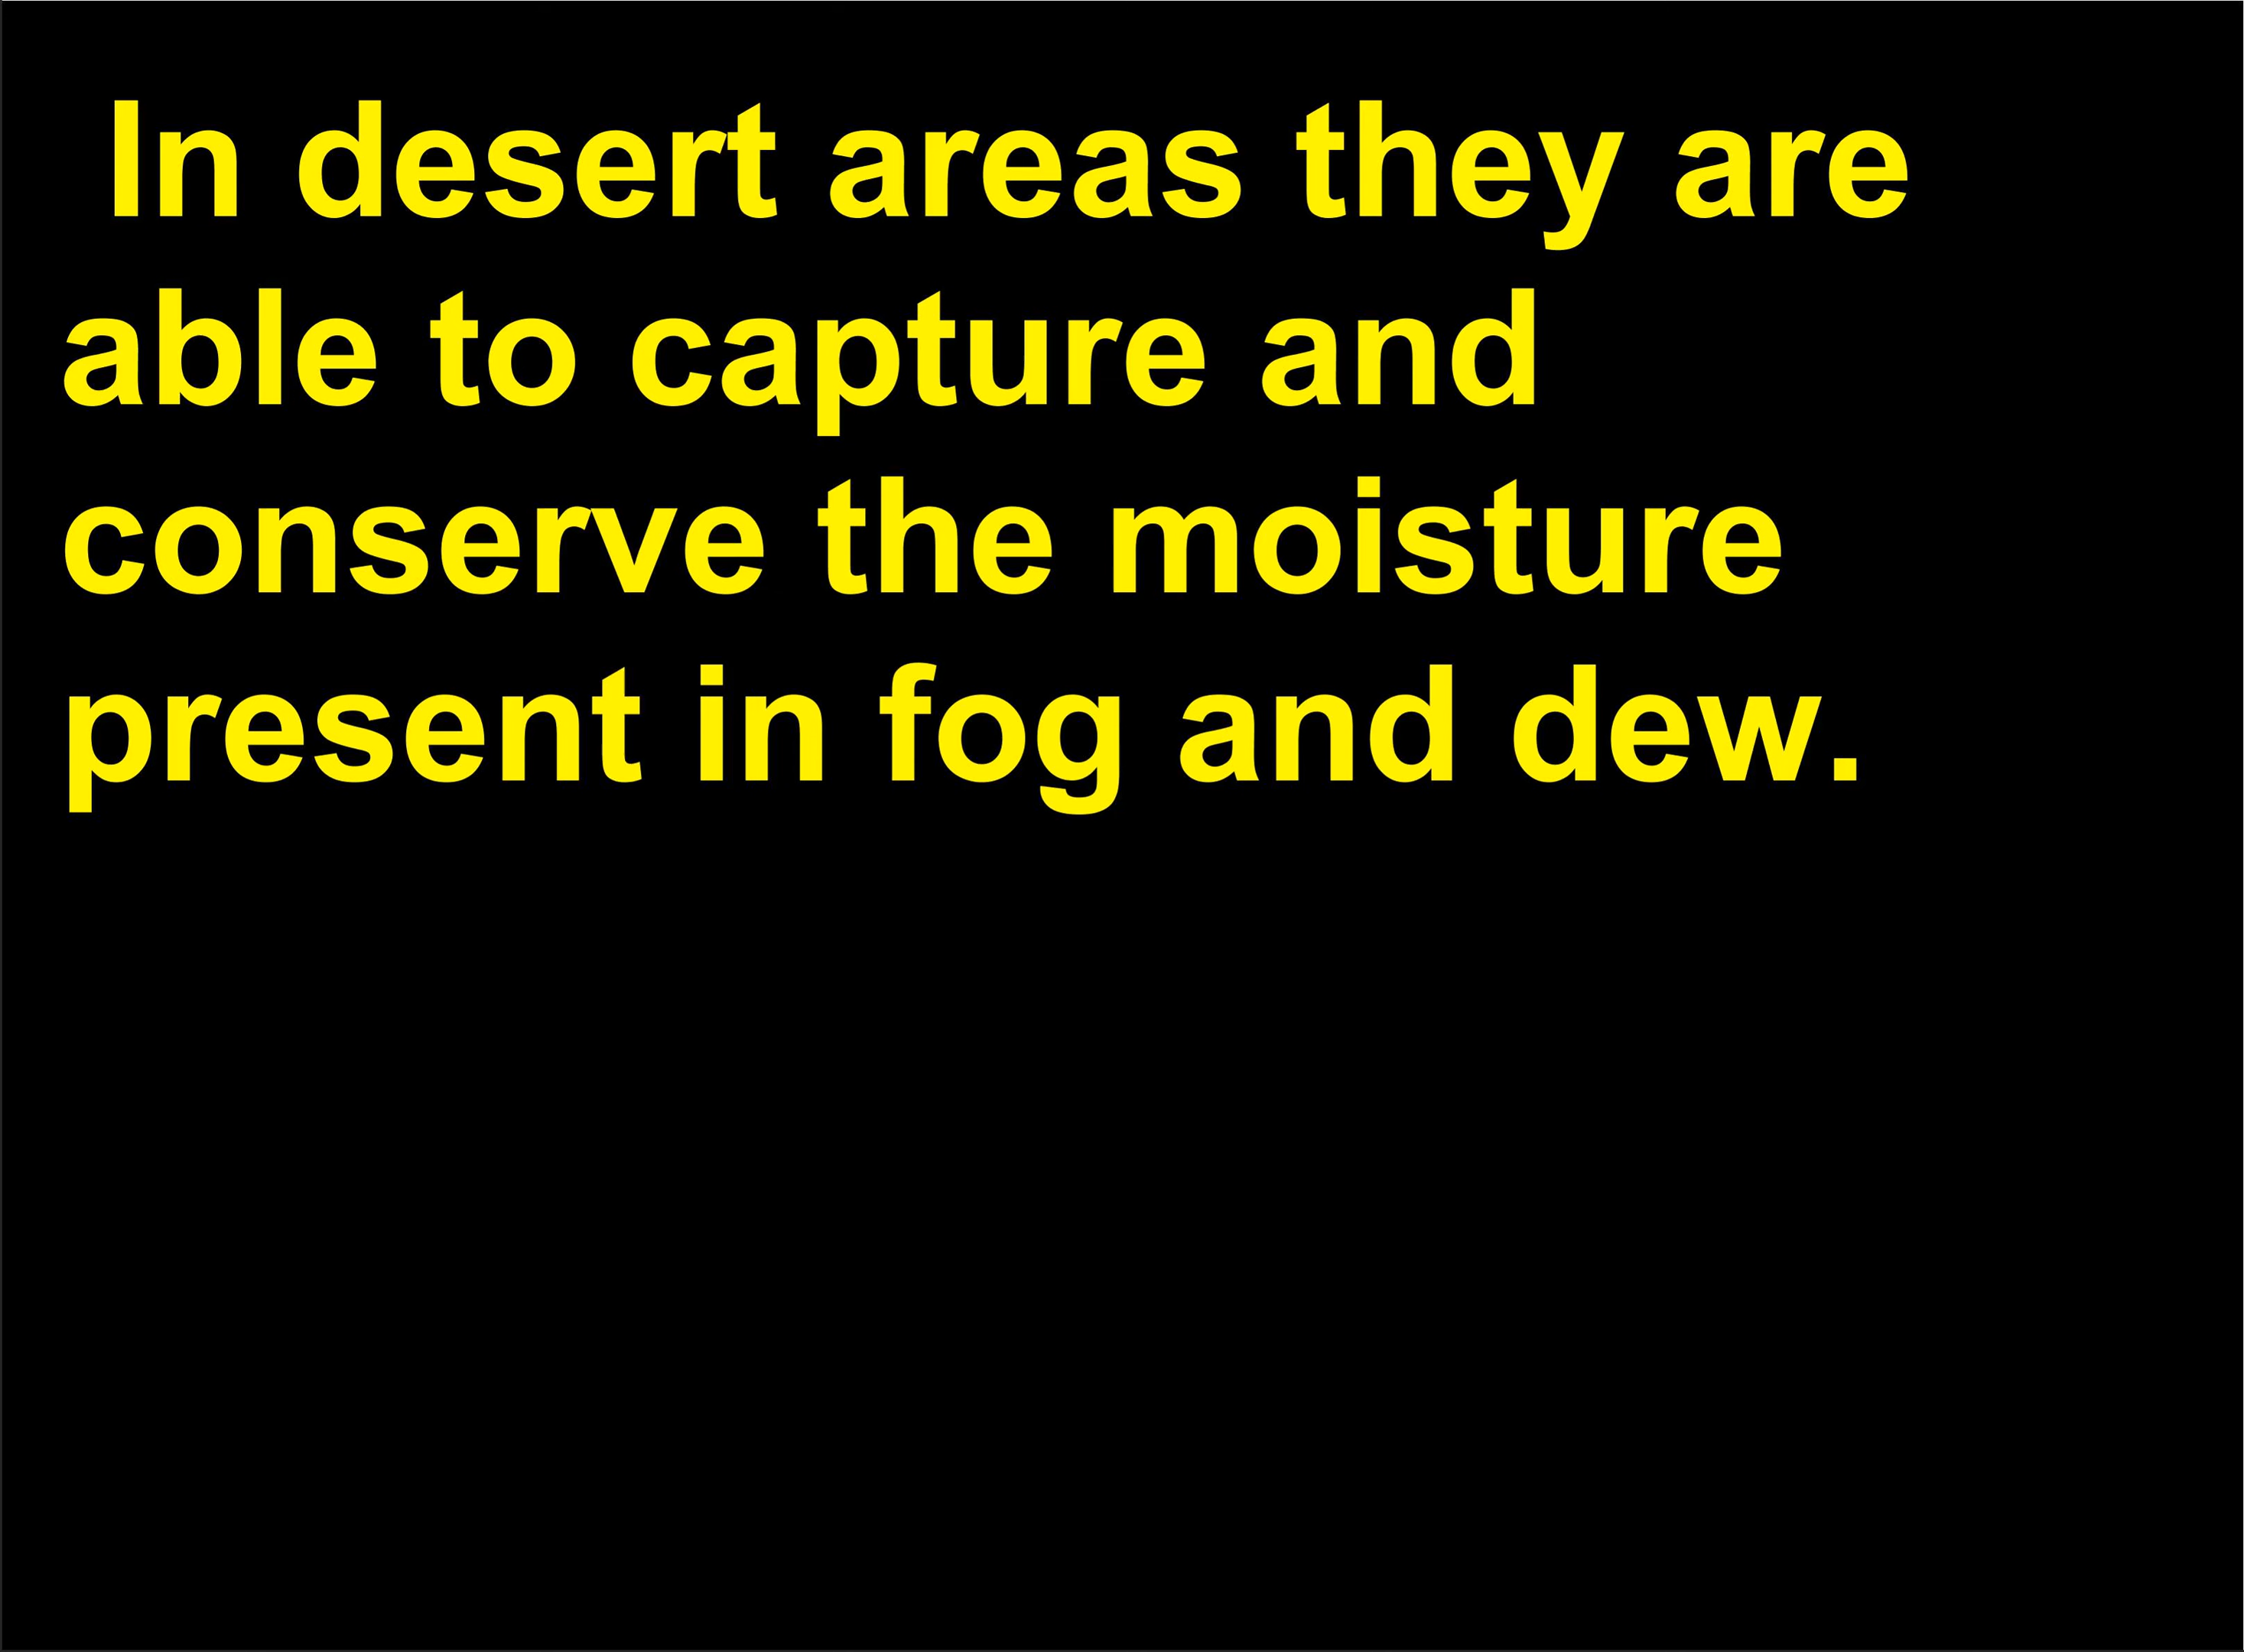 In desert areas they are
able to capture and
conserve the moisture
present in fog and dew.